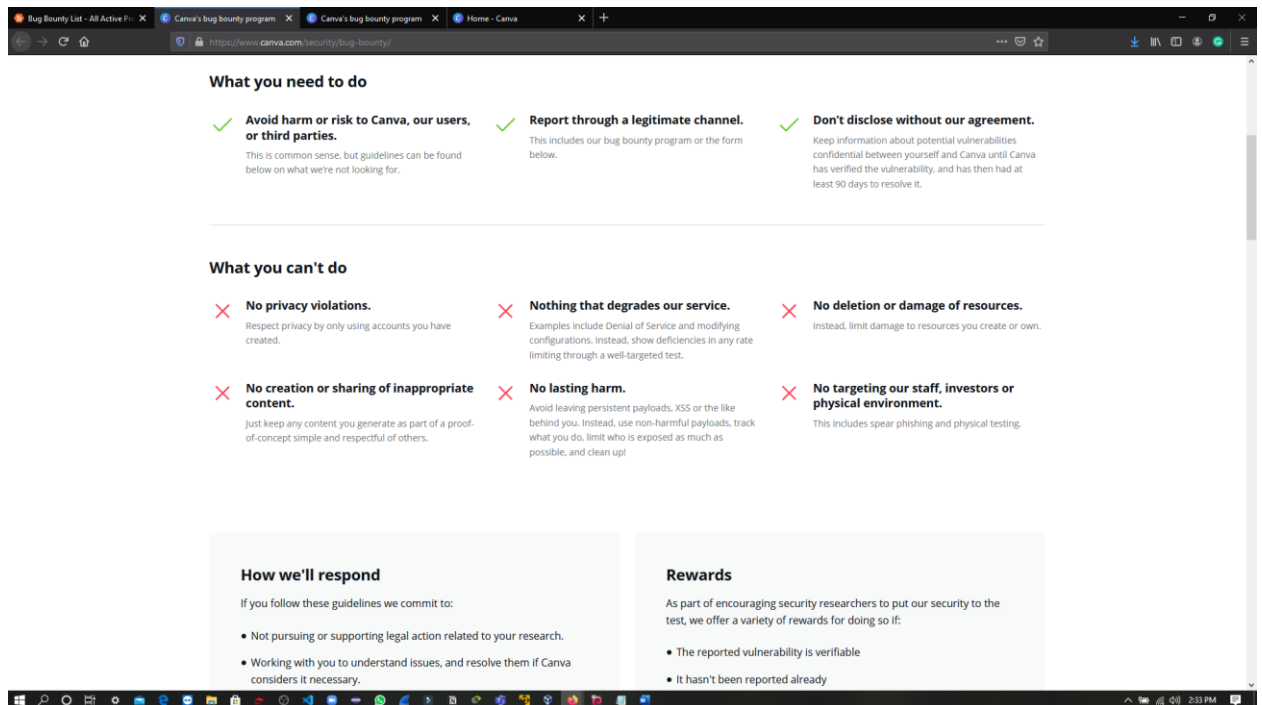 Bug Bounty List - All Active Pro
Canva's bug bounty program
Canva's bug bounty program
Home - Canva
https://www.canva.com/security/bug-bounty/
What you need to do
Avoid harm or risk to Canva, our users,
or third parties.
This is common sense, but guidelines can be found
below on what we're not looking for.
Report through a legitimate channel.
This includes our bug bounty program or the form
below.
Don't disclose without our agreement.
Keep information about potential vulnerabilities
confidential between yourself and Canva until Canva
has verified the vulnerability, and has then had at
least 90 days to resolve it.
What you can't do
No privacy violations.
Respect privacy by only using accounts you have
created.
Nothing that degrades our service.
Examples include Denial of Service and modifying
configurations. Instead, show deficiencies in any rate
limiting through a well-targeted test.
No deletion or damage of resources.
Instead, limit damage to resources you create or own.
No creation or sharing of inappropriate
content.
Just keep any content you generate as part of a proof-
of-concept simple and respectful of others.
No lasting harm.
Avoid leaving persistent payloads, XSS or the like
behind you. Instead, use non-harmful payloads, track
what you do, limit who is exposed as much as
possible, and clean up!
No targeting our staff, investors or
physical environment.
This includes spear phishing and physical testing.
How we'll respond
If you follow these guidelines we commit to:
• Not pursuing or supporting legal action related to your research.
• Working with you to understand issues, and resolve them if Canva
considers it necessary.
Rewards
As part of encouraging security researchers to put our security to the
test, we offer a variety of rewards for doing so if:
• The reported vulnerability is verifiable
• It hasn't been reported already
2:33 PM